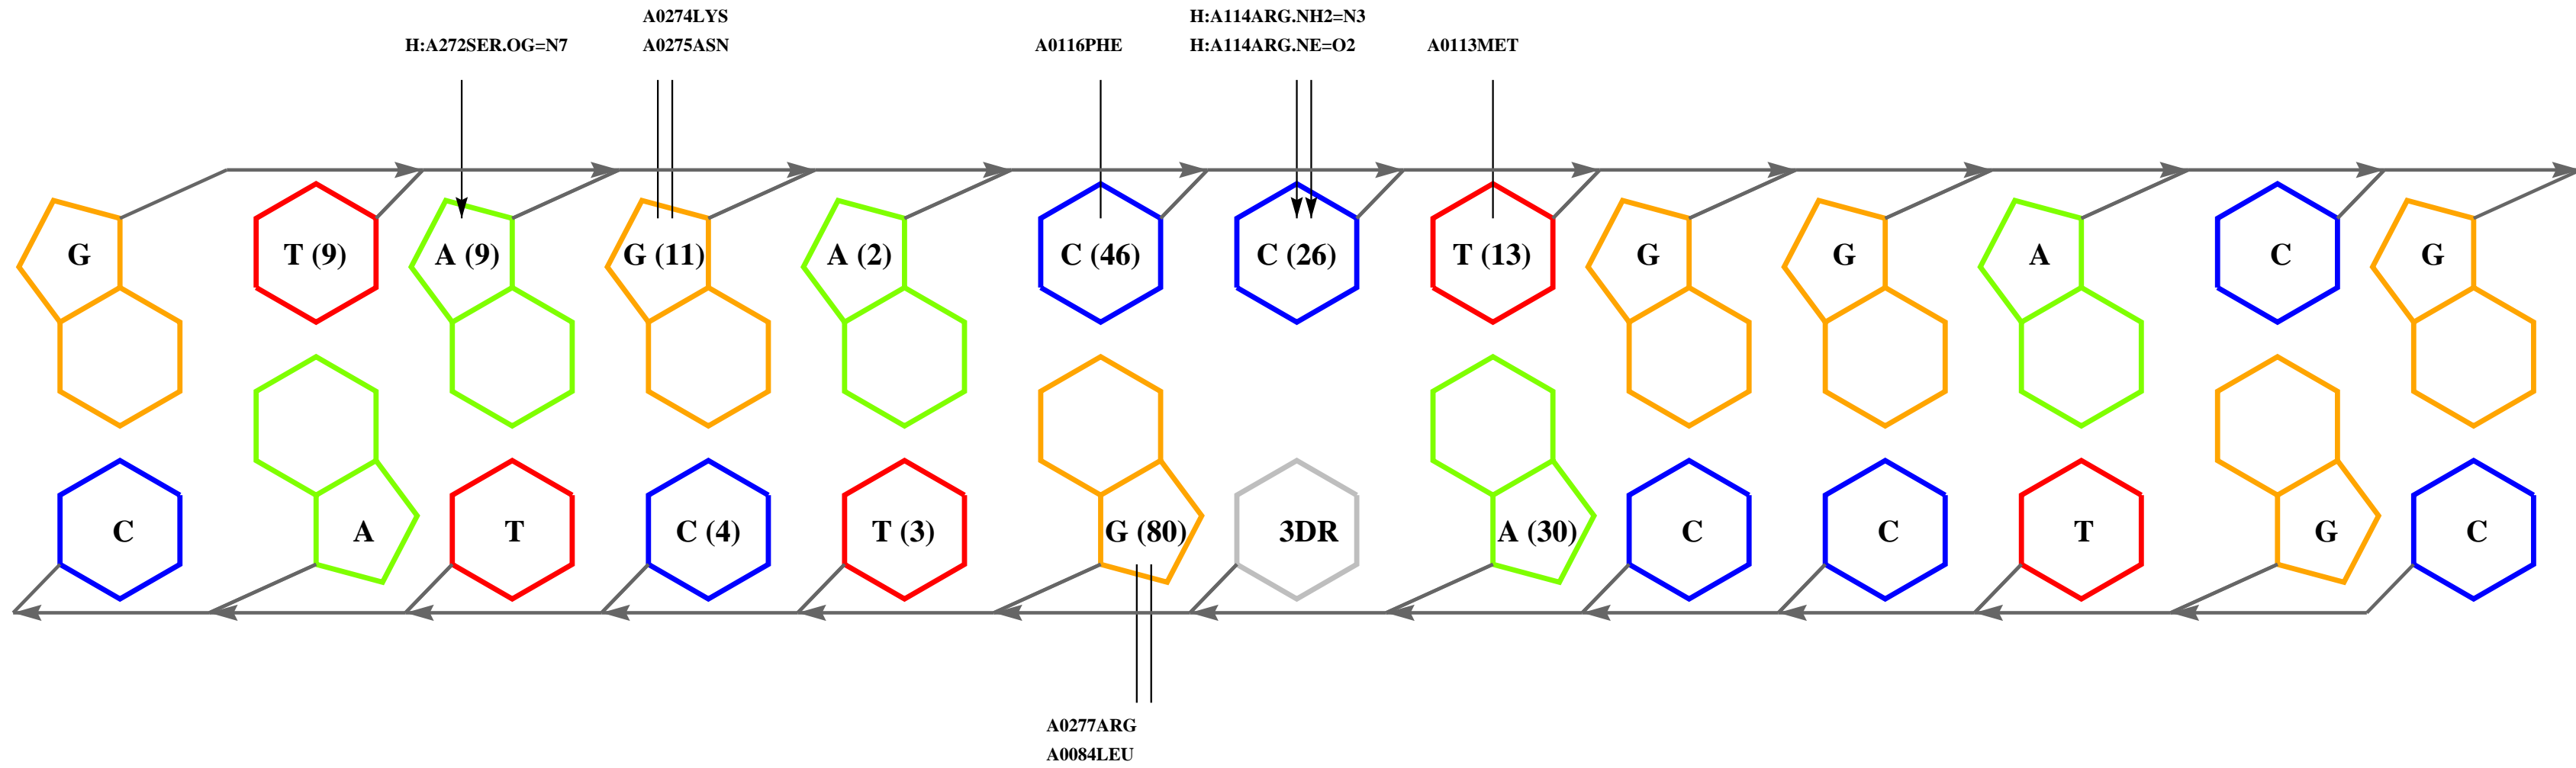 A0274LYS H:A114ARG.NH2=N3
H:A272SER.OG=N7 A0275ASN A0116PHE H:A114ARG.NE=O2 A0113MET
G T (9) A (9) G (11) A (2) C (46) C (26) T (13) G G A C G
C A T C (4) T (3) G (80) 3DR A (30) C C T G C
A0277ARG
A0084LEU